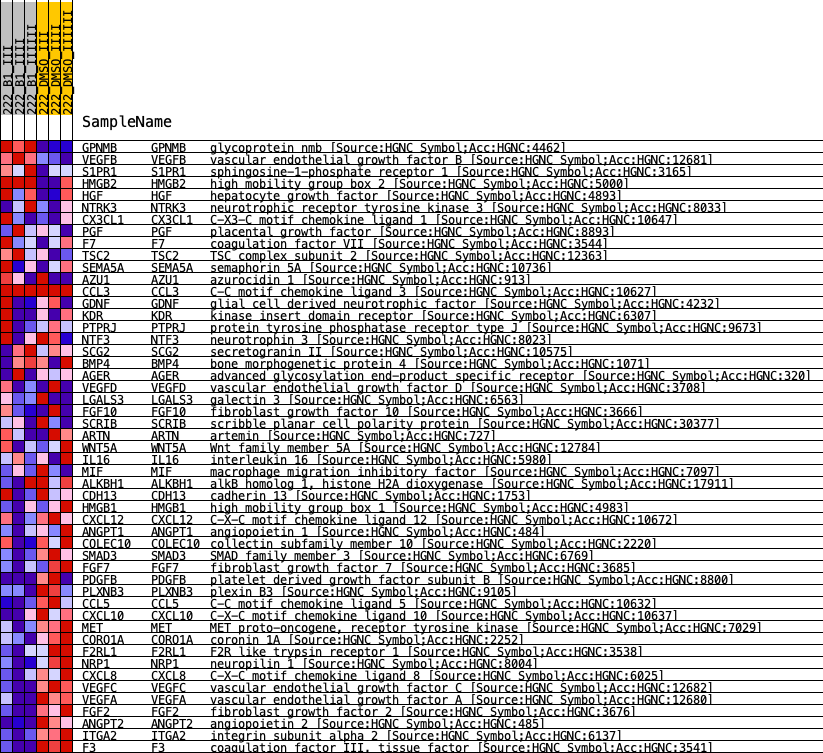 222_B1_III
222_B1_IIII
222_B1_IIIIII
222_DMSO_III
222_DMSO_IIII
222_DMSO_IIIIII
SampleName
GPNMB GPNMB glycoprotein nmb [Source:HGNC Symbol;Acc:HGNC:4462]
VEGFB VEGFB vascular endothelial growth factor B [Source:HGNC Symbol;Acc:HGNC:12681]
S1PR1 S1PR1 sphingosine-1-phosphate receptor 1 [Source:HGNC Symbol;Acc:HGNC:3165]
HMGB2 HMGB2 high mobility group box 2 [Source:HGNC Symbol;Acc:HGNC:5000]
HGF HGF hepatocyte growth factor [Source:HGNC Symbol;Acc:HGNC:4893]
NTRK3 NTRK3 neurotrophic receptor tyrosine kinase 3 [Source:HGNC Symbol;Acc:HGNC:8033]
CX3CL1 CX3CL1 C-X3-C motif chemokine ligand 1 [Source:HGNC Symbol;Acc:HGNC:10647]
PGF PGF placental growth factor [Source:HGNC Symbol;Acc:HGNC:8893]
F7 F7 coagulation factor VII [Source:HGNC Symbol;Acc:HGNC:3544]
TSC2 TSC2 TSC complex subunit 2 [Source:HGNC Symbol;Acc:HGNC:12363]
SEMA5A SEMA5A semaphorin 5A [Source:HGNC Symbol;Acc:HGNC:10736]
AZU1 AZU1 azurocidin 1 [Source:HGNC Symbol;Acc:HGNC:913]
CCL3 CCL3 C-C motif chemokine ligand 3 [Source:HGNC Symbol;Acc:HGNC:10627]
GDNF GDNF glial cell derived neurotrophic factor [Source:HGNC Symbol;Acc:HGNC:4232]
KDR KDR kinase insert domain receptor [Source:HGNC Symbol;Acc:HGNC:6307]
PTPRJ PTPRJ protein tyrosine phosphatase receptor type J [Source:HGNC Symbol;Acc:HGNC:9673]
NTF3 NTF3 neurotrophin 3 [Source:HGNC Symbol;Acc:HGNC:8023]
SCG2 SCG2 secretogranin II [Source:HGNC Symbol;Acc:HGNC:10575]
BMP4 BMP4 bone morphogenetic protein 4 [Source:HGNC Symbol;Acc:HGNC:1071]
AGER AGER advanced glycosylation end-product specific receptor [Source:HGNC Symbol;Acc:HGNC:320]
VEGFD VEGFD vascular endothelial growth factor D [Source:HGNC Symbol;Acc:HGNC:3708]
LGALS3 LGALS3 galectin 3 [Source:HGNC Symbol;Acc:HGNC:6563]
FGF10 FGF10 fibroblast growth factor 10 [Source:HGNC Symbol;Acc:HGNC:3666]
SCRIB SCRIB scribble planar cell polarity protein [Source:HGNC Symbol;Acc:HGNC:30377]
ARTN ARTN artemin [Source:HGNC Symbol;Acc:HGNC:727]
WNT5A WNT5A Wnt family member 5A [Source:HGNC Symbol;Acc:HGNC:12784]
IL16 IL16 interleukin 16 [Source:HGNC Symbol;Acc:HGNC:5980]
MIF MIF macrophage migration inhibitory factor [Source:HGNC Symbol;Acc:HGNC:7097]
ALKBH1 ALKBH1 alkB homolog 1, histone H2A dioxygenase [Source:HGNC Symbol;Acc:HGNC:17911]
CDH13 CDH13 cadherin 13 [Source:HGNC Symbol;Acc:HGNC:1753]
HMGB1 HMGB1 high mobility group box 1 [Source:HGNC Symbol;Acc:HGNC:4983]
CXCL12 CXCL12 C-X-C motif chemokine ligand 12 [Source:HGNC Symbol;Acc:HGNC:10672]
ANGPT1 ANGPT1 angiopoietin 1 [Source:HGNC Symbol;Acc:HGNC:484]
COLEC10 COLEC10 collectin subfamily member 10 [Source:HGNC Symbol;Acc:HGNC:2220]
SMAD3 SMAD3 SMAD family member 3 [Source:HGNC Symbol;Acc:HGNC:6769]
FGF7 FGF7 fibroblast growth factor 7 [Source:HGNC Symbol;Acc:HGNC:3685]
PDGFB PDGFB platelet derived growth factor subunit B [Source:HGNC Symbol;Acc:HGNC:8800]
PLXNB3 PLXNB3 plexin B3 [Source:HGNC Symbol;Acc:HGNC:9105]
CCL5 CCL5 C-C motif chemokine ligand 5 [Source:HGNC Symbol;Acc:HGNC:10632]
CXCL10 CXCL10 C-X-C motif chemokine ligand 10 [Source:HGNC Symbol;Acc:HGNC:10637]
MET MET MET proto-oncogene, receptor tyrosine kinase [Source:HGNC Symbol;Acc:HGNC:7029]
CORO1A CORO1A coronin 1A [Source:HGNC Symbol;Acc:HGNC:2252]
F2RL1 F2RL1 F2R like trypsin receptor 1 [Source:HGNC Symbol;Acc:HGNC:3538]
NRP1 NRP1 neuropilin 1 [Source:HGNC Symbol;Acc:HGNC:8004]
CXCL8 CXCL8 C-X-C motif chemokine ligand 8 [Source:HGNC Symbol;Acc:HGNC:6025]
VEGFC VEGFC vascular endothelial growth factor C [Source:HGNC Symbol;Acc:HGNC:12682]
VEGFA VEGFA vascular endothelial growth factor A [Source:HGNC Symbol;Acc:HGNC:12680]
FGF2 FGF2 fibroblast growth factor 2 [Source:HGNC Symbol;Acc:HGNC:3676]
ANGPT2 ANGPT2 angiopoietin 2 [Source:HGNC Symbol;Acc:HGNC:485]
ITGA2 ITGA2 integrin subunit alpha 2 [Source:HGNC Symbol;Acc:HGNC:6137]
F3 F3 coagulation factor III, tissue factor [Source:HGNC Symbol;Acc:HGNC:3541]